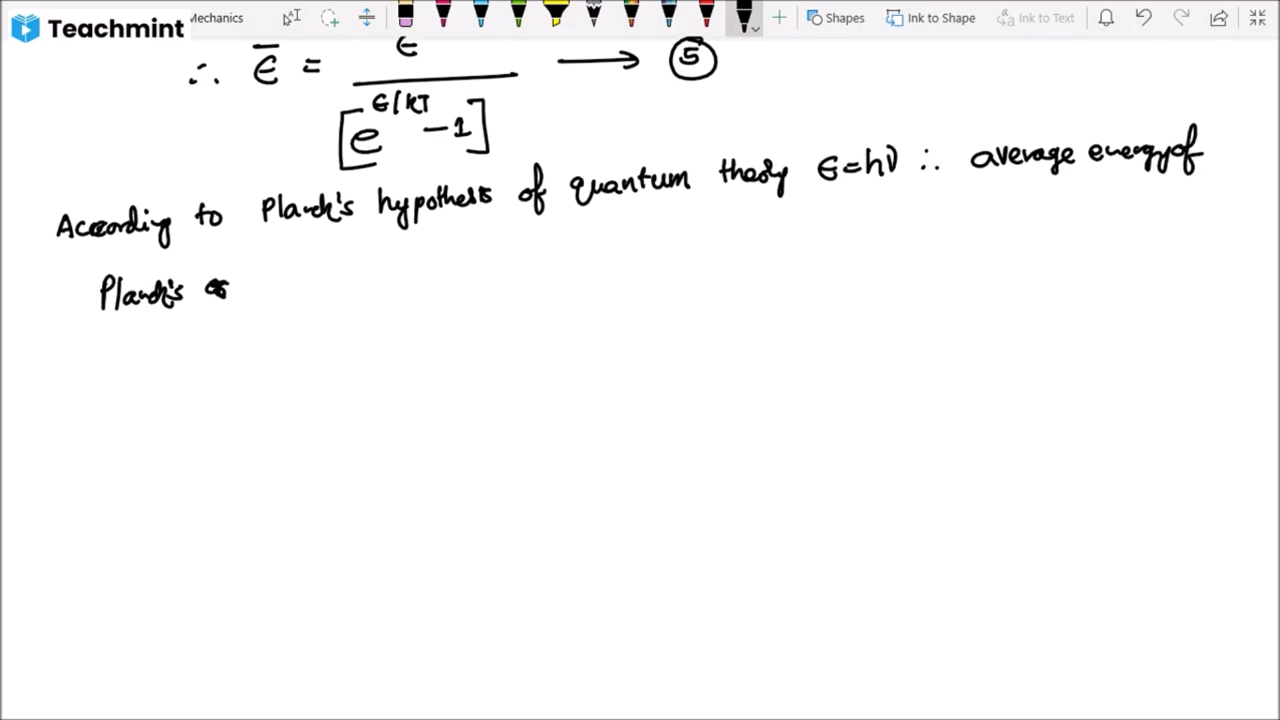 Teachmint
Mechanics
Shapes
Ink to Shape
Ink to Text
∴ ϵ̄ = ϵ / [e^{ϵ/kT} - 1] → ⑤
According to Planck's hypothesis of quantum theory ϵ=hν ∴ average energy of
Planck's